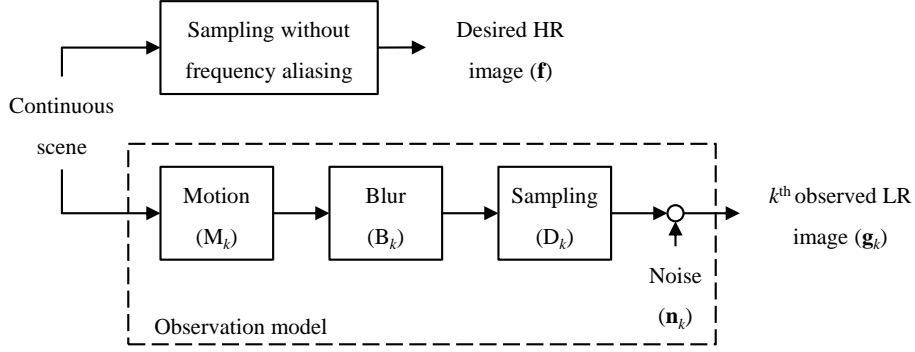 Sampling without
frequency aliasing
Desired HR
image (f)
Continuous
scene
Motion
(Mₖ)
Blur
(Bₖ)
Sampling
(Dₖ)
kᵗʰ observed LR
image (gₖ)
Noise
(nₖ)
Observation model